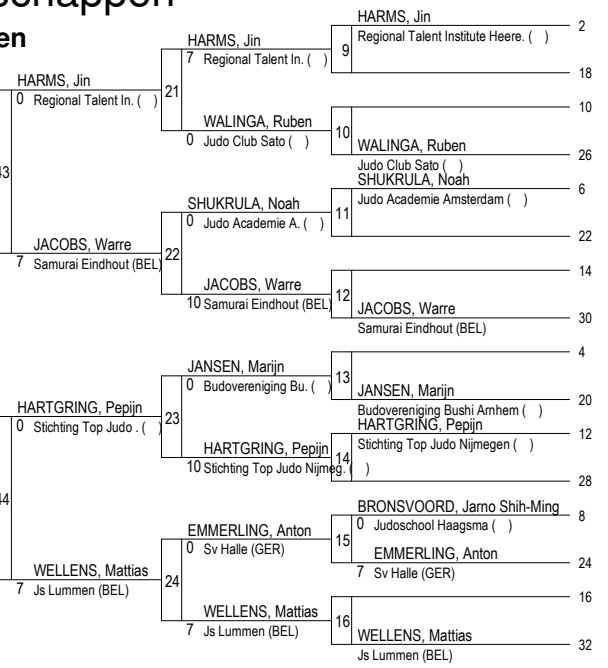 schappen
en
HARMS, Jin
2
HARMS, Jin
Regional Talent Institute Heere. ( )
7 Regional Talent In. ( )
9
HARMS, Jin
18
0 Regional Talent In. ( )
21
10
WALINGA, Ruben
10
0 Judo Club Sato ( )
WALINGA, Ruben
26
Judo Club Sato ( )
43
SHUKRULA, Noah
6
SHUKRULA, Noah
Judo Academie Amsterdam ( )
0 Judo Academie A. ( )
11
JACOBS, Warre
22
7 Samurai Eindhout (BEL)
22
14
JACOBS, Warre
12
10 Samurai Eindhout (BEL)
JACOBS, Warre
30
Samurai Eindhout (BEL)
4
JANSEN, Marijn
0 Budovereniging Bu. ( )
13
JANSEN, Marijn
20
HARTGRING, Pepijn
Budovereniging Bushi Arnhem ( )
0 Stichting Top Judo . ( )
23
HARTGRING, Pepijn
12
HARTGRING, Pepijn
Stichting Top Judo Nijmegen ( )
10 Stichting Top Judo Nijmeg. ( )
14
28
44
BRONSVOORD, Jarno Shih-Ming
8
EMMERLING, Anton
0 Judoschool Haagsma ( )
0 Sv Halle (GER)
15
EMMERLING, Anton
24
WELLENS, Mattias
7 Sv Halle (GER)
7 Js Lummen (BEL)
24
16
WELLENS, Mattias
16
7 Js Lummen (BEL)
WELLENS, Mattias
32
Js Lummen (BEL)